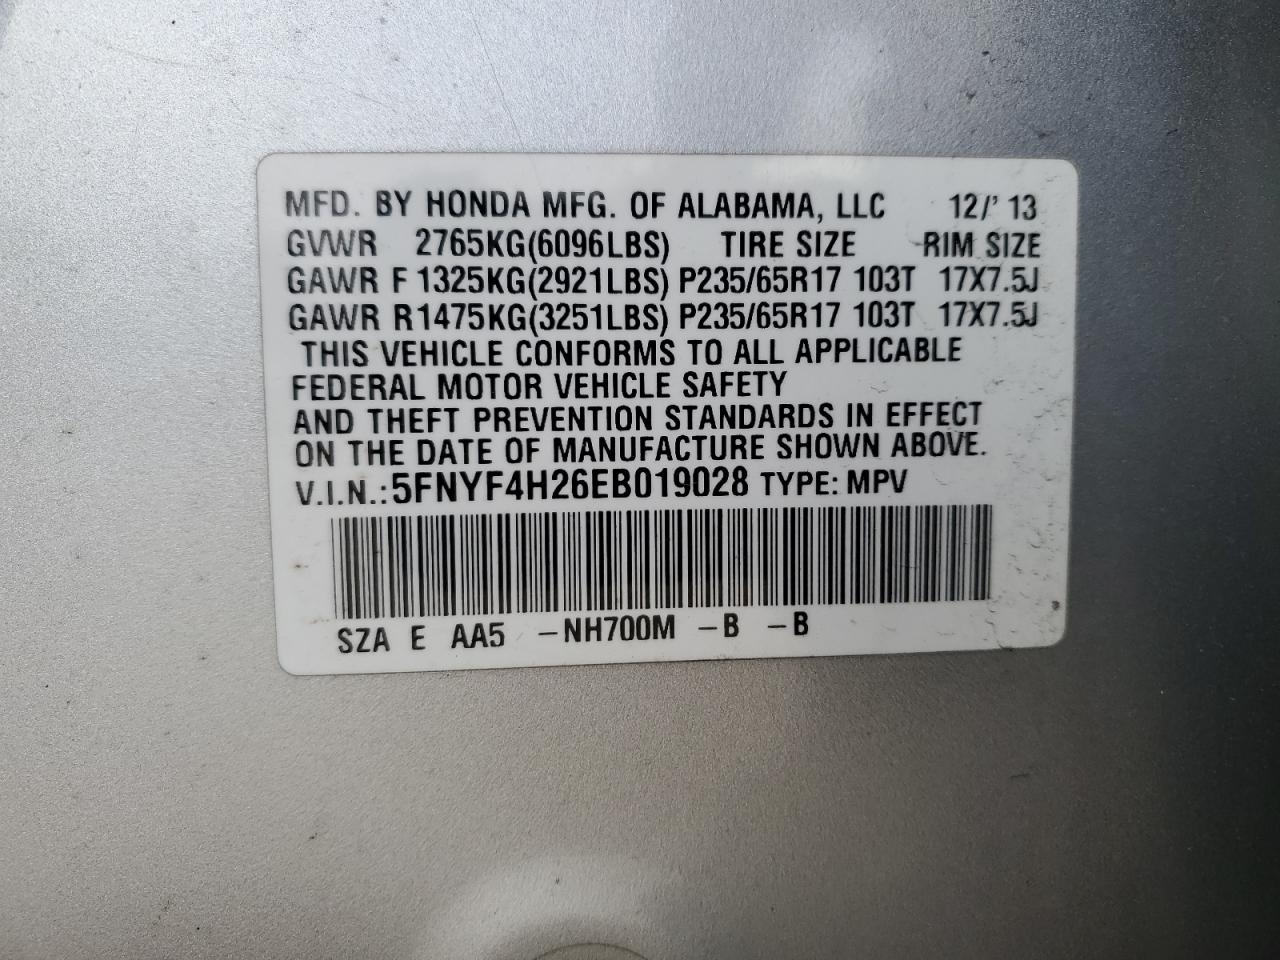 MFD. BY HONDA MFG. OF ALABAMA, LLC 12/' 13
GVWR 2765KG(6096LBS) TIRE SIZE RIM SIZE
GAWR F 1325KG(2921LBS) P235/65R17 103T 17X7.5J
GAWR R1475KG(3251LBS) P235/65R17 103T 17X7.5J
THIS VEHICLE CONFORMS TO ALL APPLICABLE
FEDERAL MOTOR VEHICLE SAFETY
AND THEFT PREVENTION STANDARDS IN EFFECT
ON THE DATE OF MANUFACTURE SHOWN ABOVE.
V.I.N.: 5FNYF4H26EB019028 TYPE: MPV
SZA E AA5 -NH700M -B -B